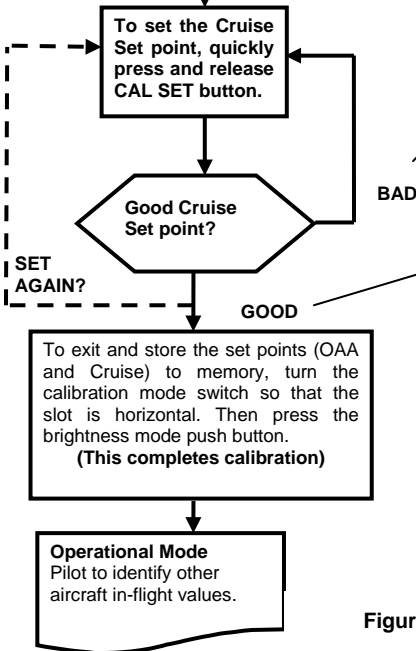 To set the Cruise
Set point, quickly
press and release
CAL SET button.
BAD
Good Cruise
Set point?
SET
AGAIN?
GOOD
To exit and store the set points (OAA
and Cruise) to memory, turn the
calibration mode switch so that the
slot is horizontal. Then press the
brightness mode push button.
(This completes calibration)
Operational Mode
Pilot to identify other
aircraft in-flight values.
Figur